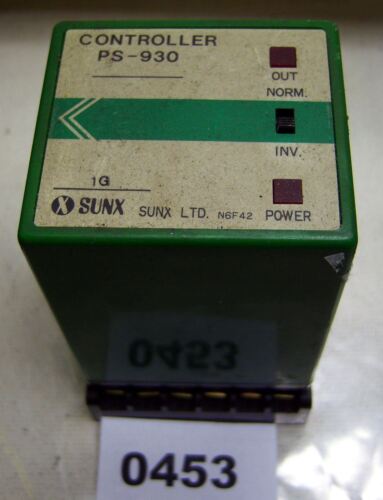 CONTROLLER
PS-930
OUT
NORM.
INV.
1G
SUNX SUNX LTD. N6F42 POWER
0453
0453